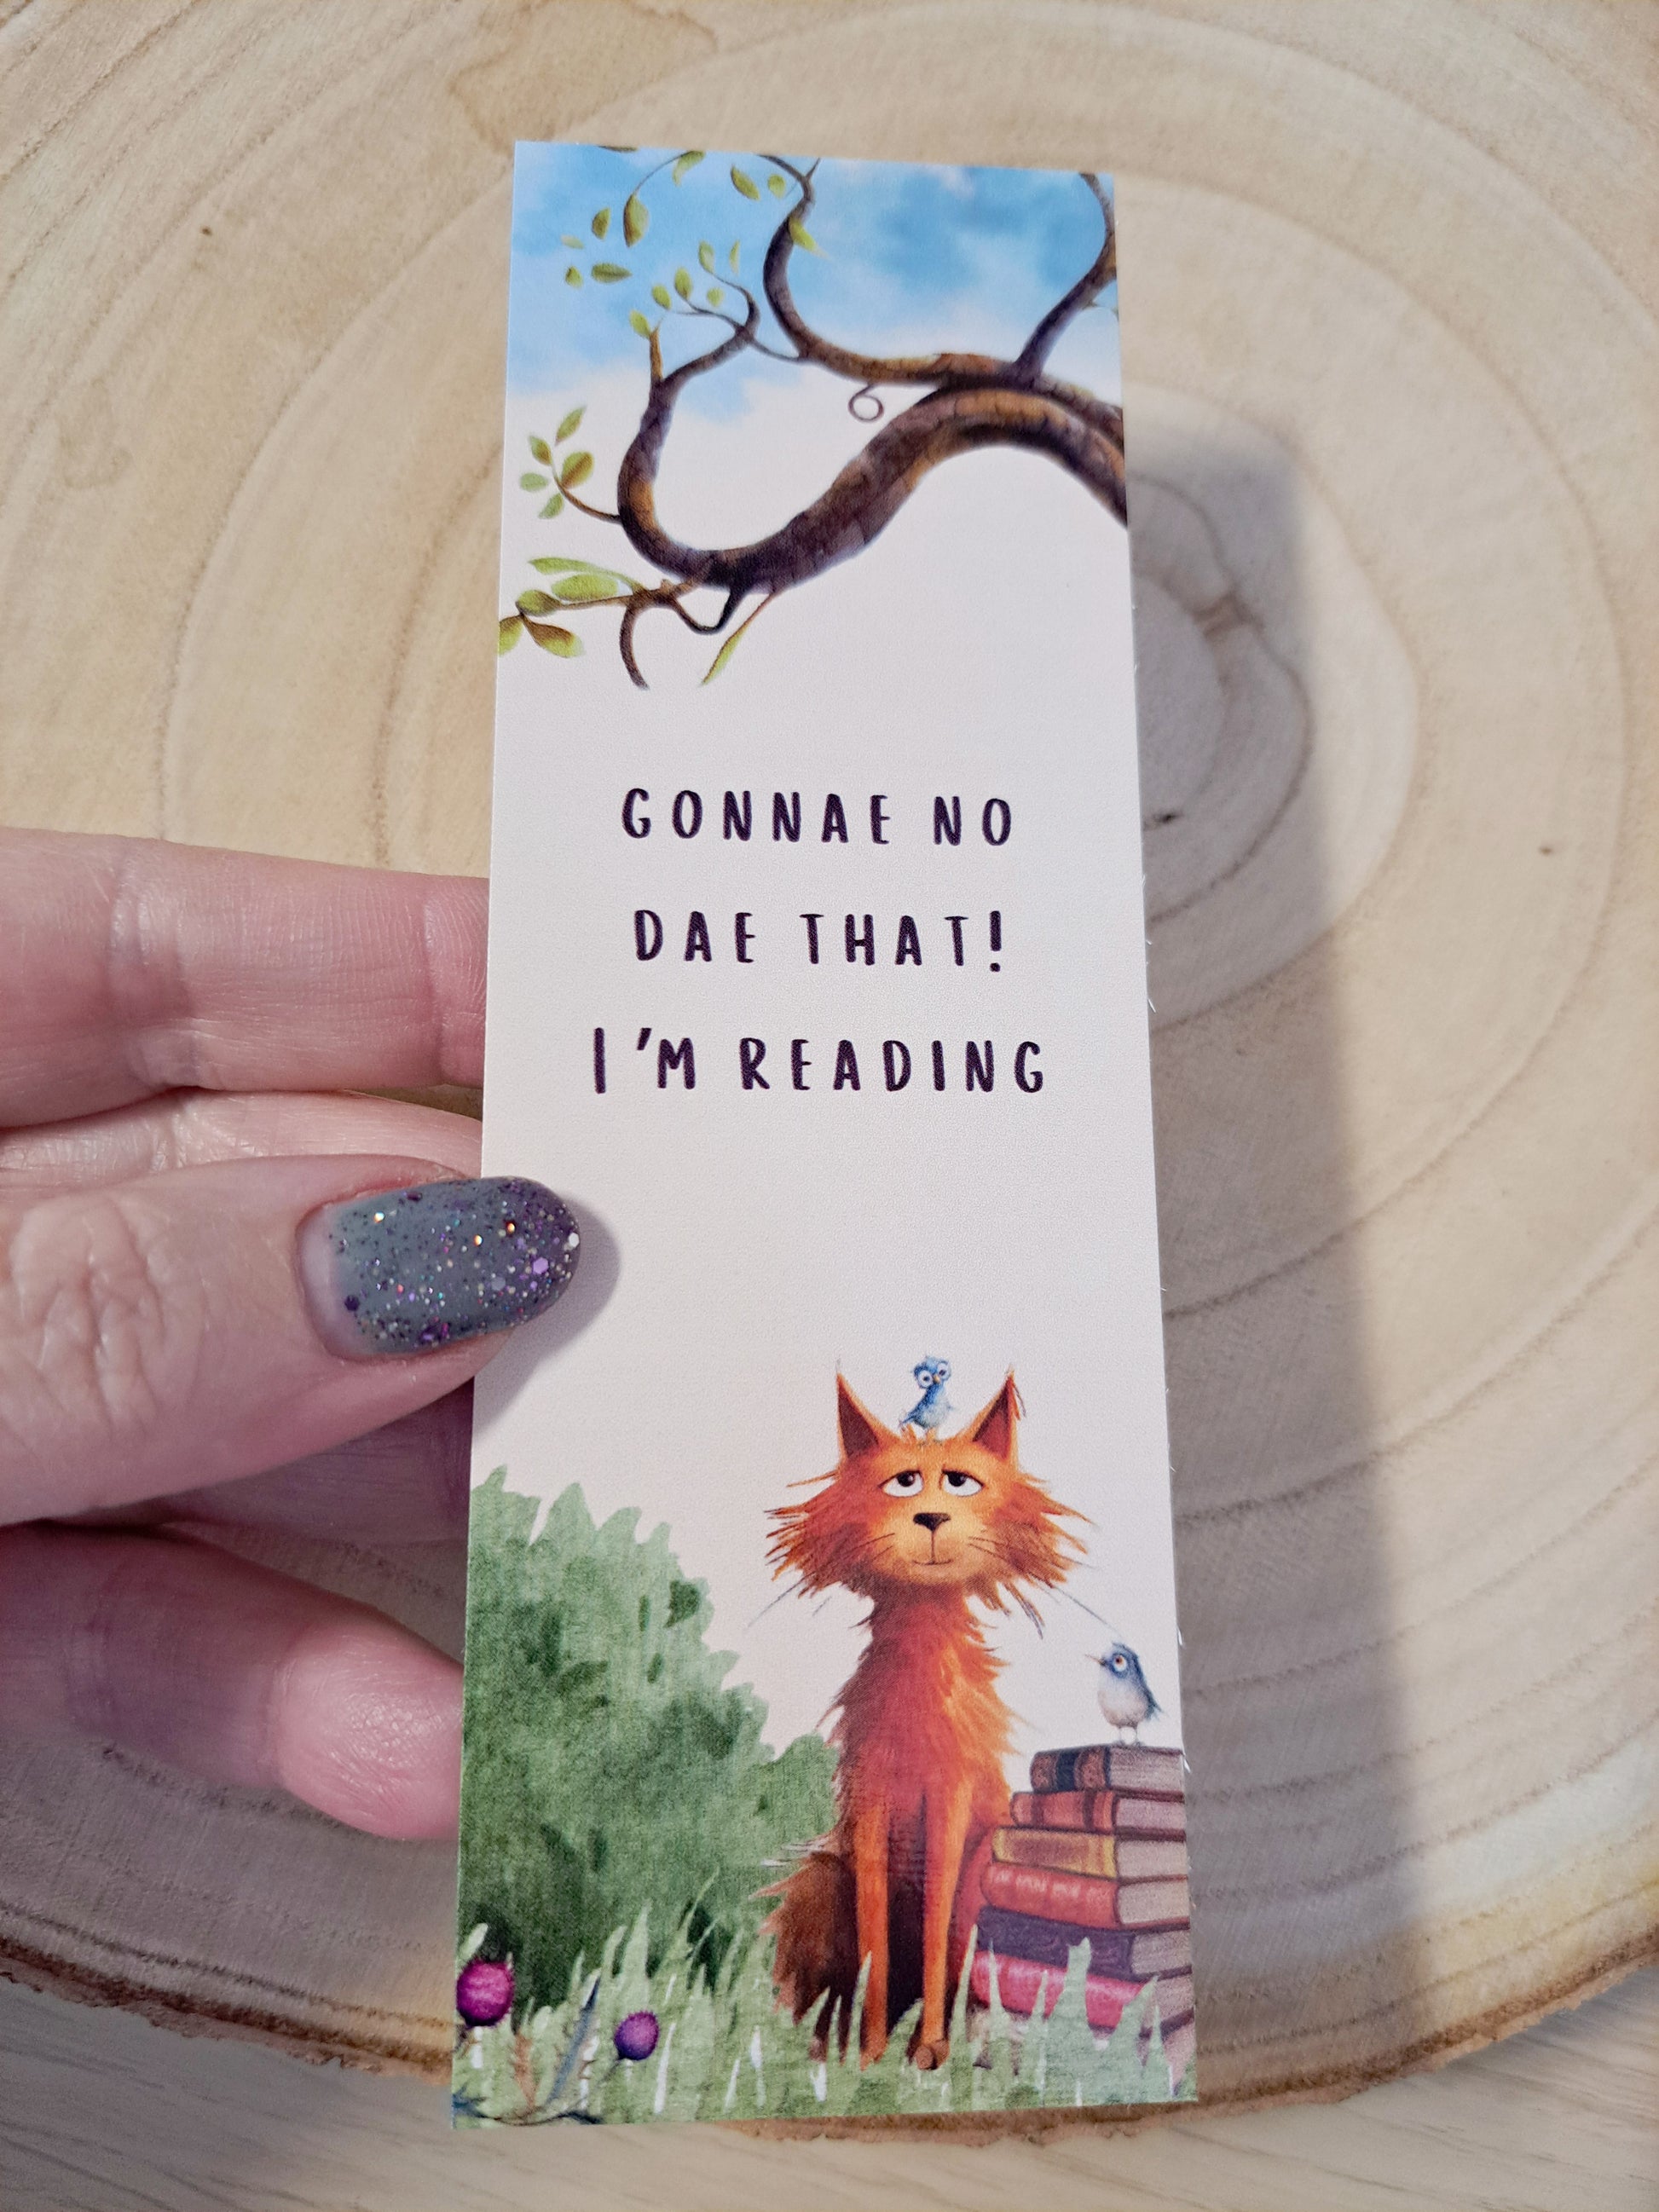 GONNAE NO
DAE THAT!
I'M READING